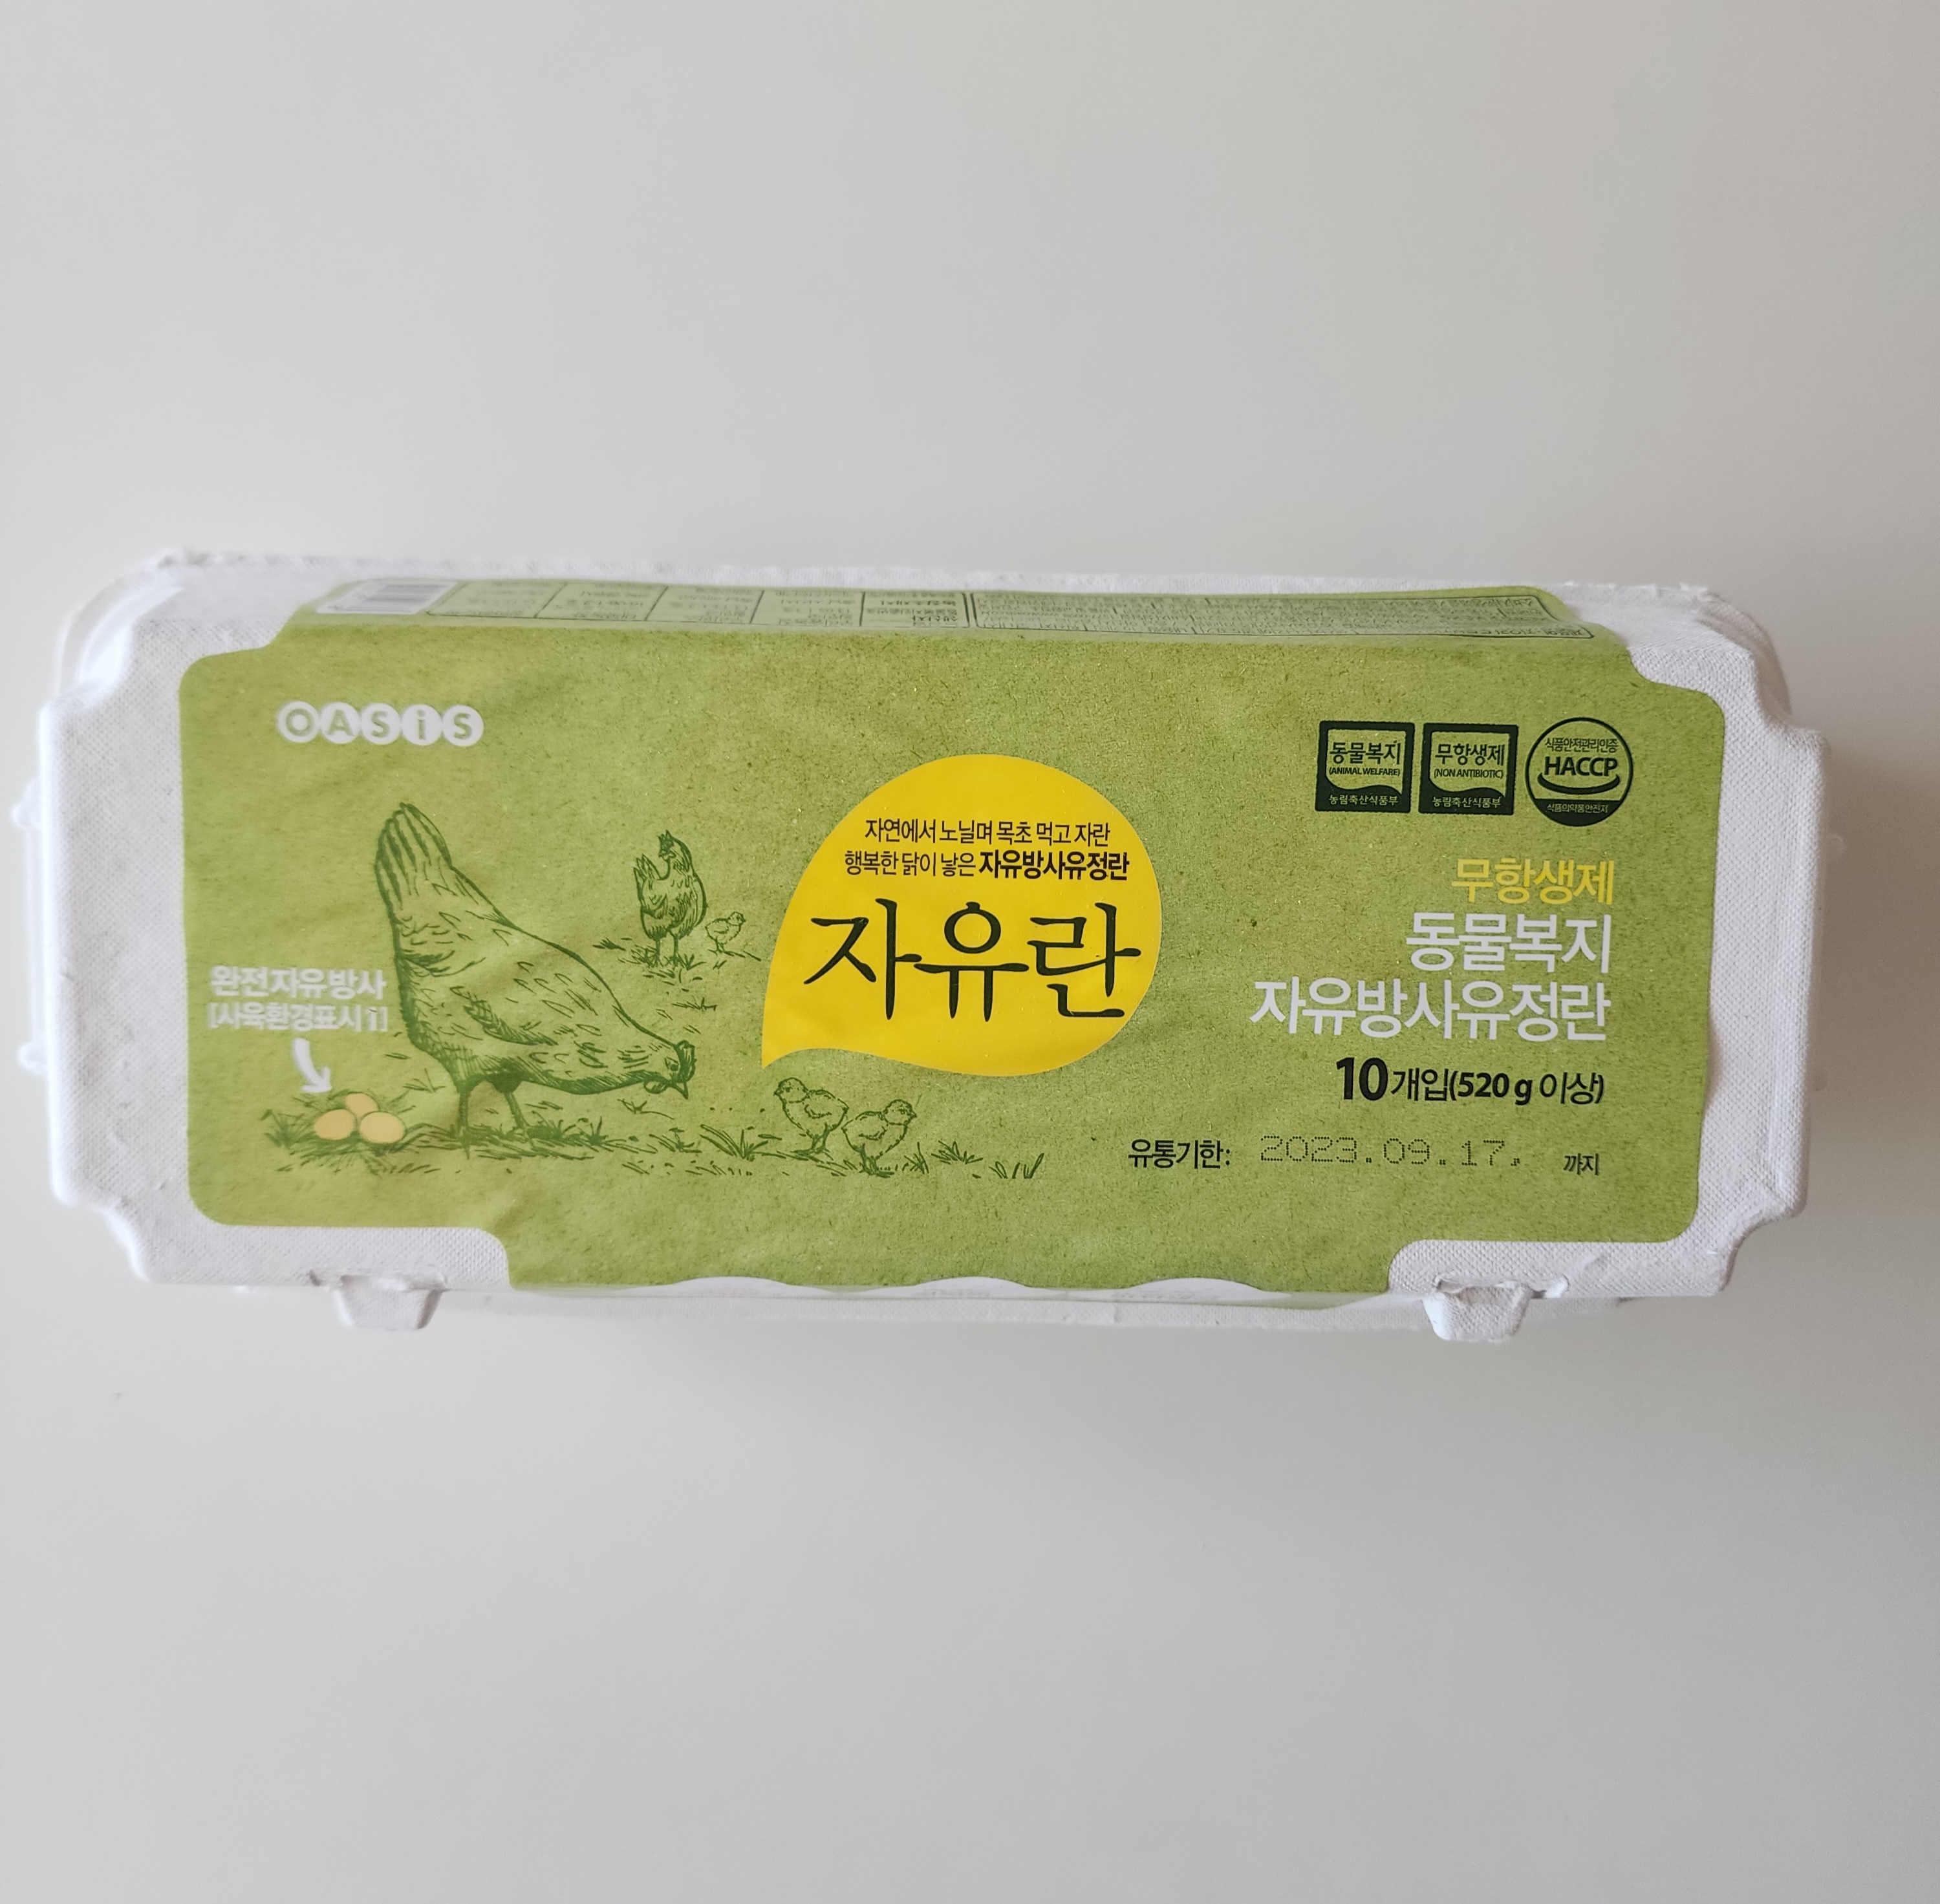 OASiS
동물복지
(ANIMAL WELFARE)
농림축산식품부
무항생제
(NON ANTIBIOTIC)
농림축산식품부
식품안전관리인증
HACCP
식품의약품안전처
자연에서 노닐며 목초 먹고 자란
행복한 닭이 낳은 자유방사유정란
자유란
완전자유방사
[사육환경표시 1]
무항생제
동물복지
자유방사유정란
10개입(520g 이상)
유통기한: 2023.09.17. 까지